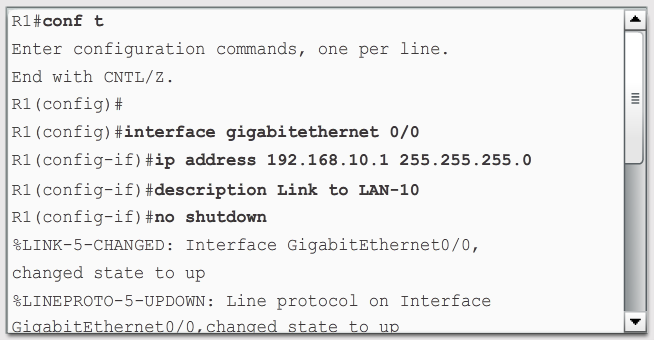 R1#conf t
Enter configuration commands, one per line.
End with CNTL/Z.
R1(config)#
R1(config)#interface gigabitethernet 0/0
R1(config-if)#ip address 192.168.10.1 255.255.255.0
R1(config-if)#description Link to LAN-10
R1(config-if)#no shutdown
%LINK-5-CHANGED: Interface GigabitEthernet0/0,
changed state to up
%LINEPROTO-5-UPDOWN: Line protocol on Interface
GigabitEthernet0/0,changed state to up